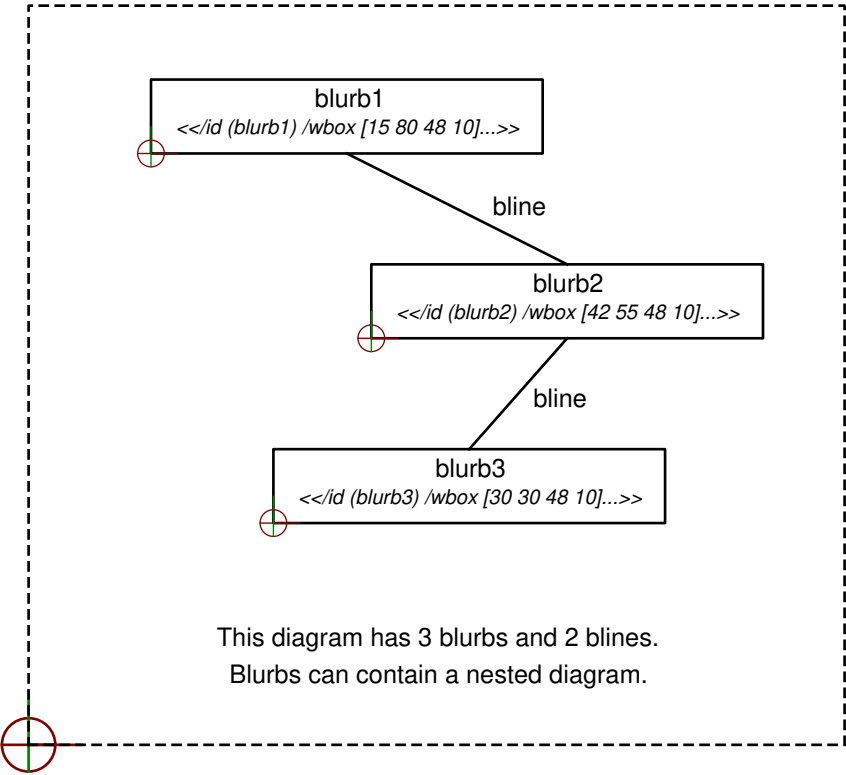 blurb1
<</id (blurb1) /wbox [15 80 48 10]...>>
bline
blurb2
<</id (blurb2) /wbox [42 55 48 10]...>>
bline
blurb3
<</id (blurb3) /wbox [30 30 48 10]...>>
This diagram has 3 blurbs and 2 blines.
Blurbs can contain a nested diagram.